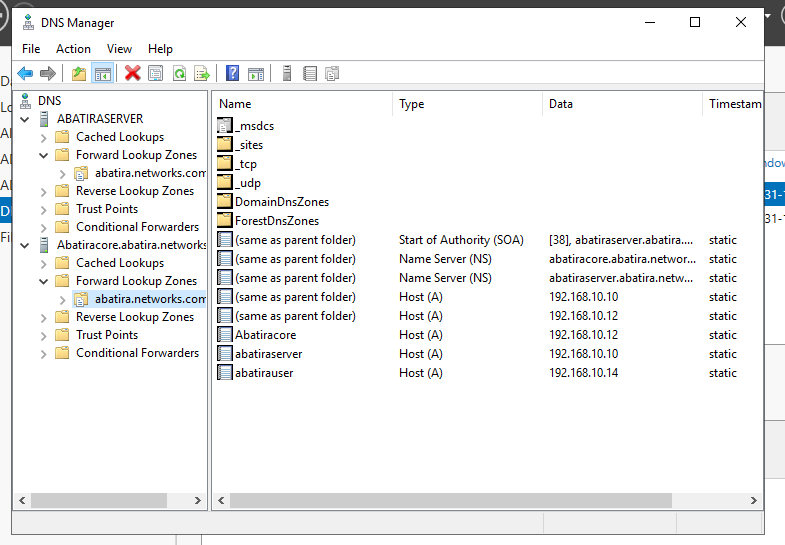 DNS Manager
File Action View Help
DNS
ABATIRASERVER
Cached Lookups
Forward Lookup Zones
abatira.networks.com
Reverse Lookup Zones
Trust Points
Conditional Forwarders
Abatiracore.abatira.networks
Cached Lookups
Forward Lookup Zones
abatira.networks.com
Reverse Lookup Zones
Trust Points
Conditional Forwarders
Name Type Data Timestam
_msdcs
_sites
_tcp
_udp
DomainDnsZones
ForestDnsZones
(same as parent folder) Start of Authority (SOA) [38], abatiraserver.abatira.... static
(same as parent folder) Name Server (NS) abatiracore.abatira.networ... static
(same as parent folder) Name Server (NS) abatiraserver.abatira.netw... static
(same as parent folder) Host (A) 192.168.10.10 static
(same as parent folder) Host (A) 192.168.10.12 static
Abatiracore Host (A) 192.168.10.12 static
abatiraserver Host (A) 192.168.10.10 static
abatirauser Host (A) 192.168.10.14 static